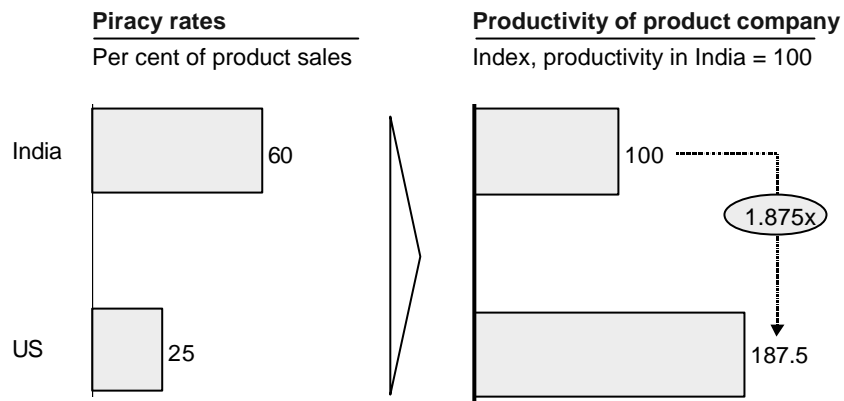 Piracy rates
Per cent of product sales
India
60
US
25
Productivity of product company
Index, productivity in India = 100
100
1.875x
187.5